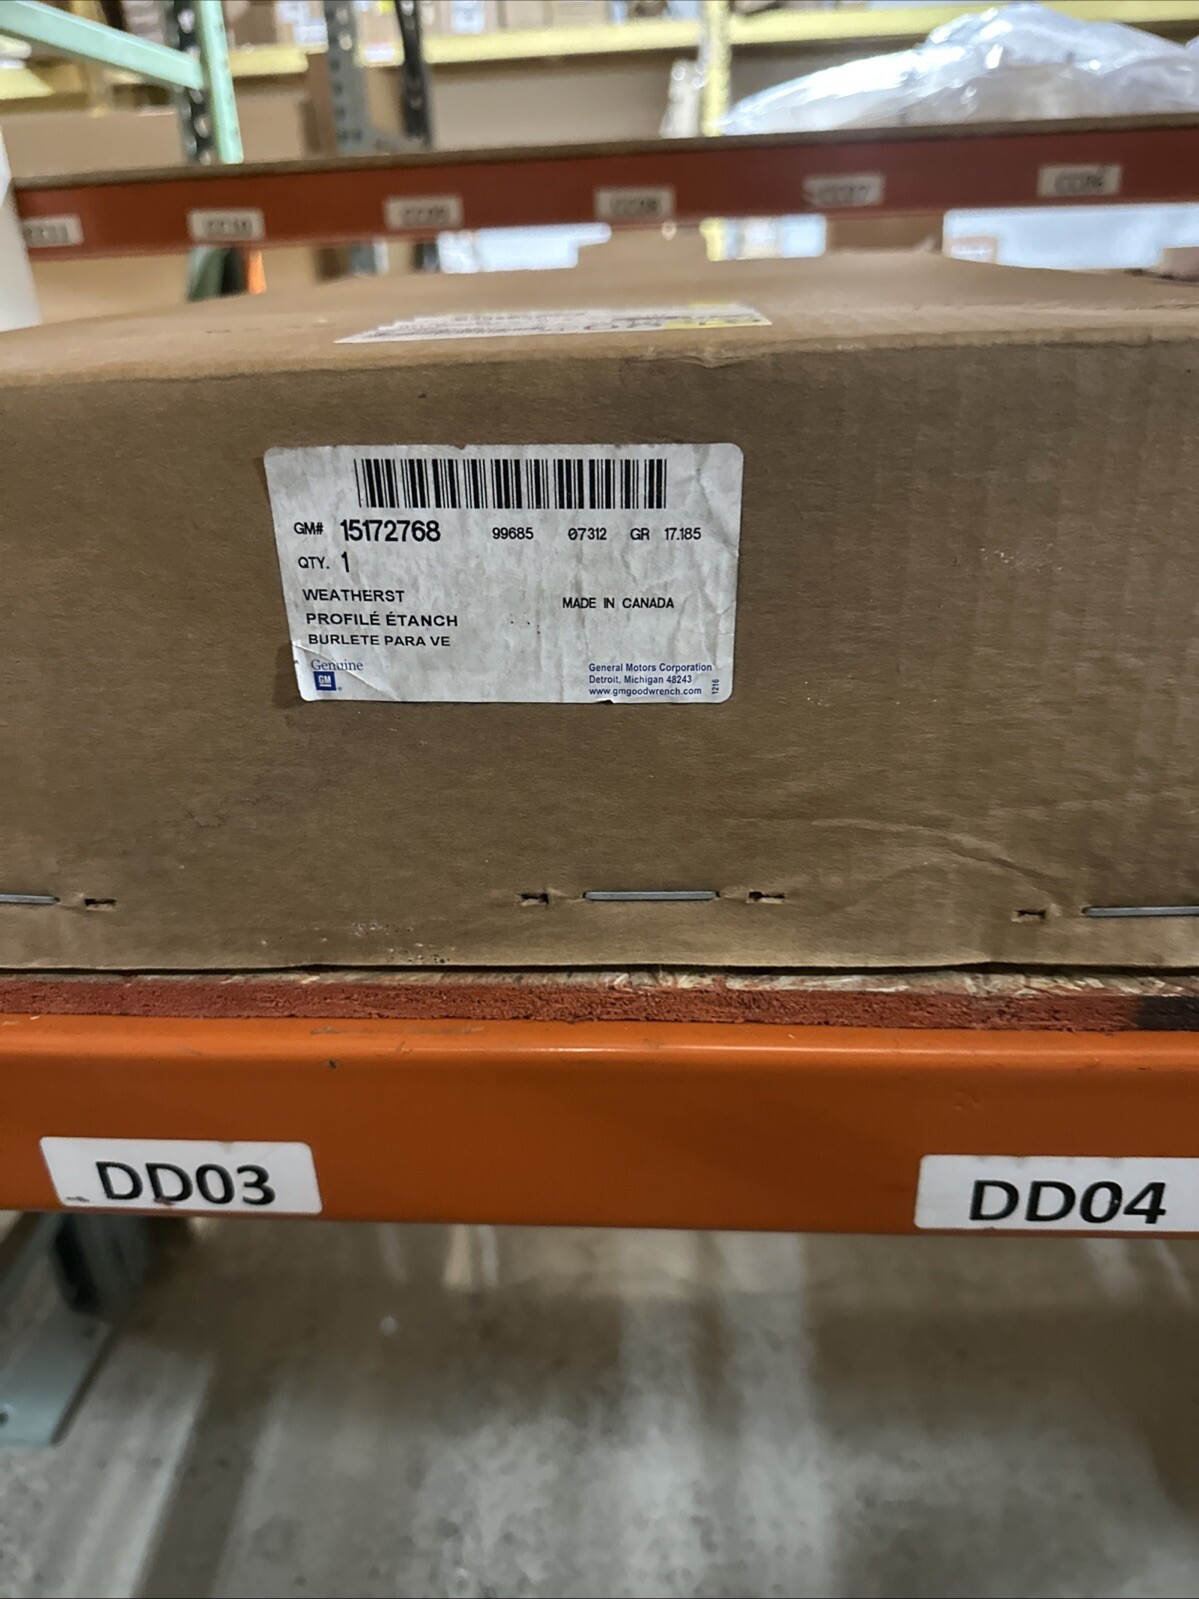 GM# 15172768 99685 07312 GR 17.185
QTY. 1
WEATHERST
MADE IN CANADA
PROFILÉ ÉTANCH
BURLETE PARA VE
Genuine
GM
General Motors Corporation
Detroit, Michigan 48243
www.gmgoodwrench.com
1216
DD03
DD04